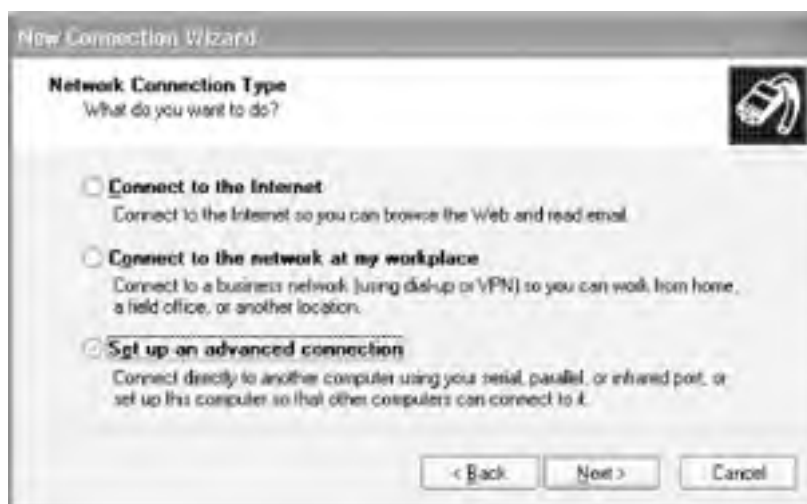 New Connection Wizard
Network Connection Type
What do you want to do?
Connect to the Internet
Connect to the Internet so you can browse the Web and read email.
Connect to the network at my workplace
Connect to a business network (using dial-up or VPN) so you can work from home,
a field office, or another location.
Set up an advanced connection
Connect directly to another computer using your serial, parallel, or infrared port, or
set up this computer so that other computers can connect to it.
< Back
Next >
Cancel